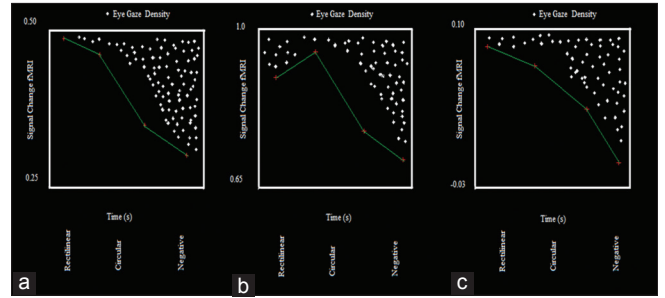 Eye Gaze Density
0.50
Signal Change fMRI
0.25
Time (s)
Rectilinear
Circular
Negative
a
Eye Gaze Density
1.0
Signal Change fMRI
0.65
Time (s)
Rectilinear
Circular
Negative
b
Eye Gaze Density
0.10
Signal Change fMRI
-0.03
Time (s)
Rectilinear
Circular
Negative
c